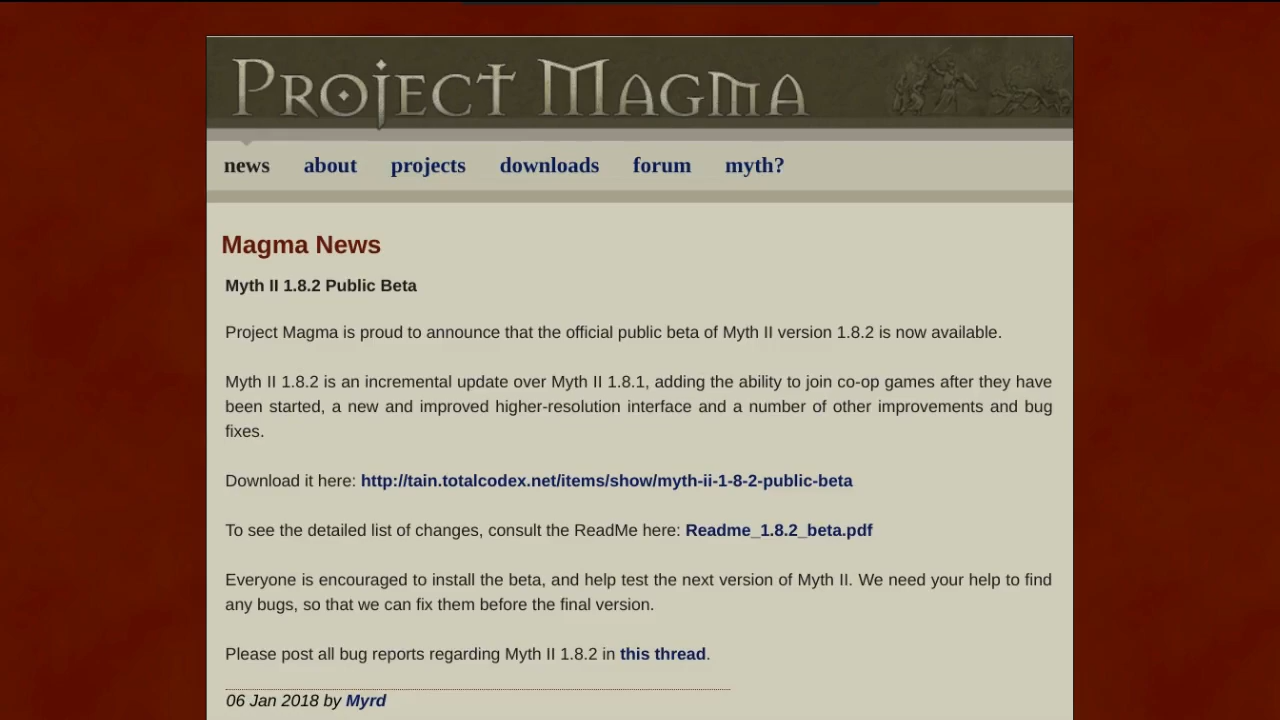 Project Magma
news about projects downloads forum myth?
Magma News
Myth II 1.8.2 Public Beta
Project Magma is proud to announce that the official public beta of Myth II version 1.8.2 is now available.
Myth II 1.8.2 is an incremental update over Myth II 1.8.1, adding the ability to join co-op games after they have
been started, a new and improved higher-resolution interface and a number of other improvements and bug
fixes.
Download it here: http://tain.totalcodex.net/items/show/myth-ii-1-8-2-public-beta
To see the detailed list of changes, consult the ReadMe here: Readme_1.8.2_beta.pdf
Everyone is encouraged to install the beta, and help test the next version of Myth II. We need your help to find
any bugs, so that we can fix them before the final version.
Please post all bug reports regarding Myth II 1.8.2 in this thread.
06 Jan 2018 by Myrd